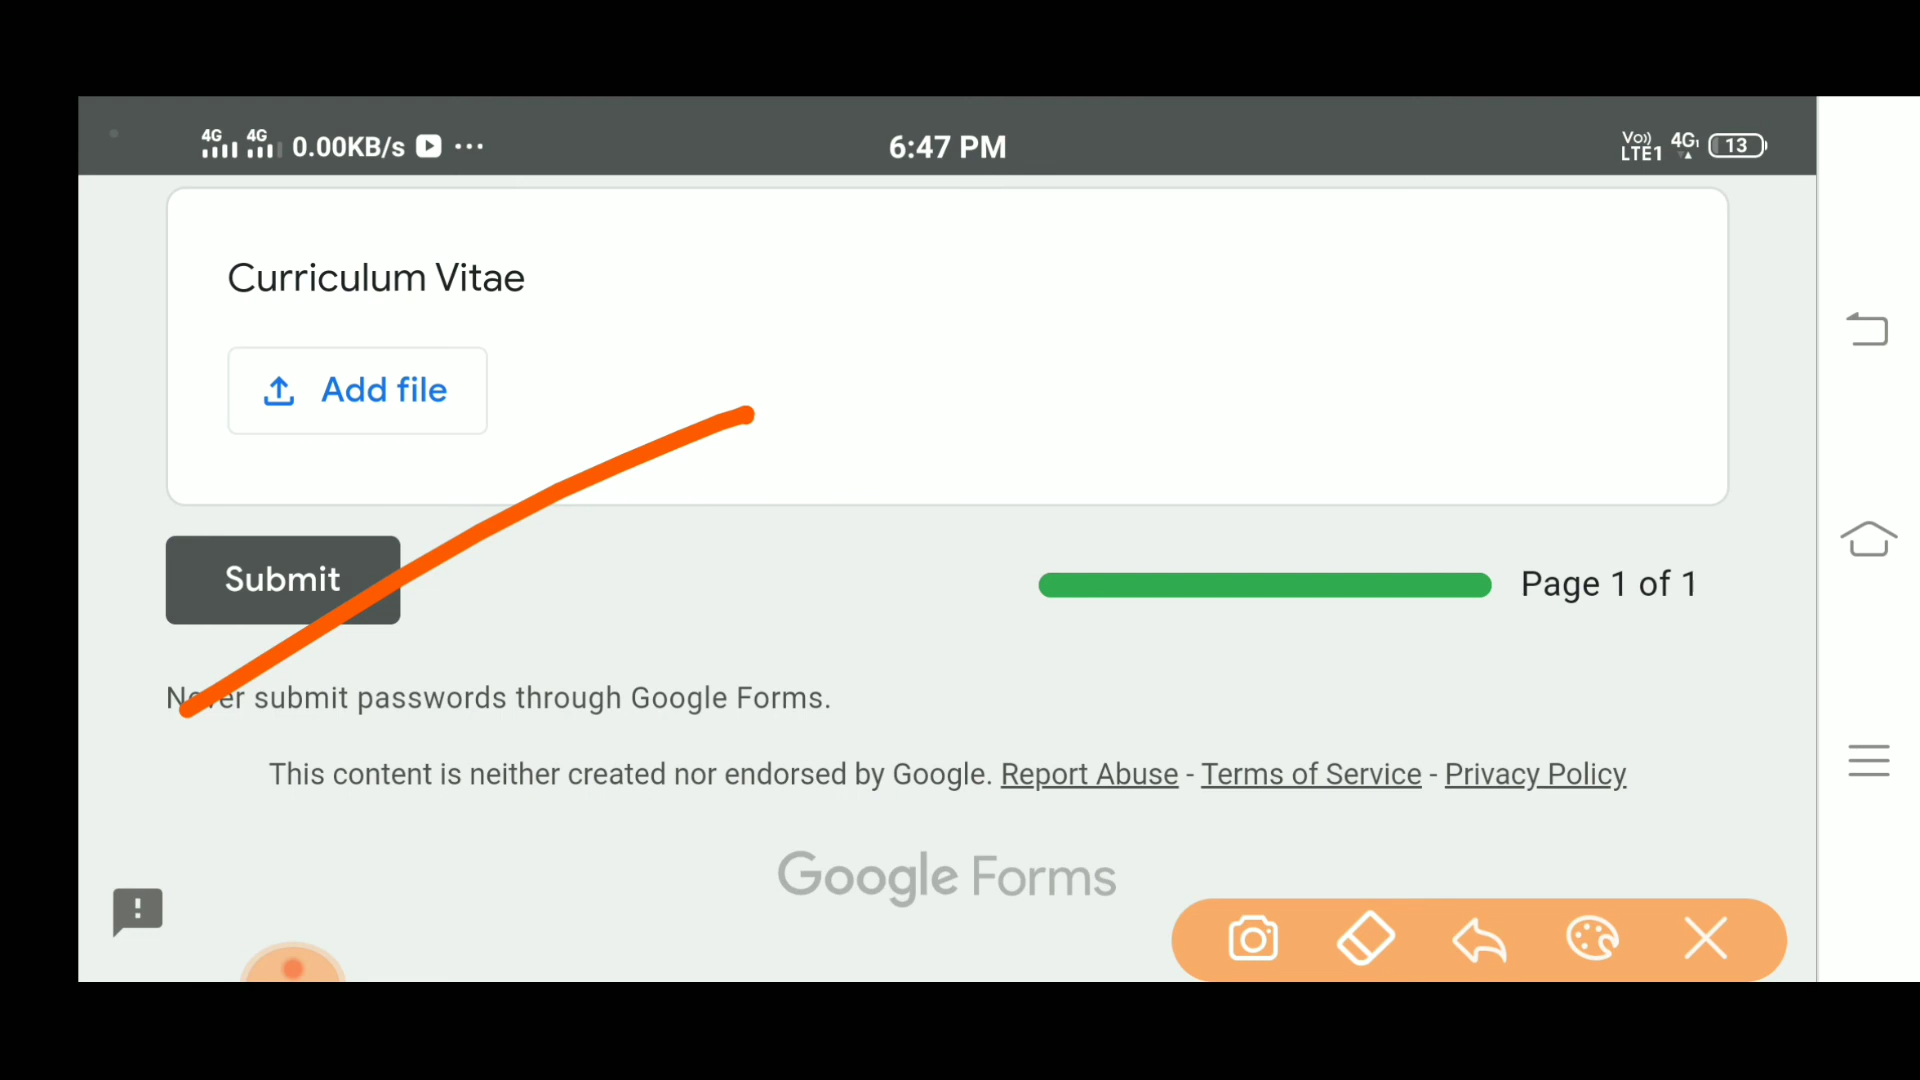 4G 4G 0.00KB/s ... 6:47 PM Vo)) LTE1 4G1 13
Curriculum Vitae
Add file
Submit
Page 1 of 1
Never submit passwords through Google Forms.
This content is neither created nor endorsed by Google. Report Abuse - Terms of Service - Privacy Policy
Google Forms